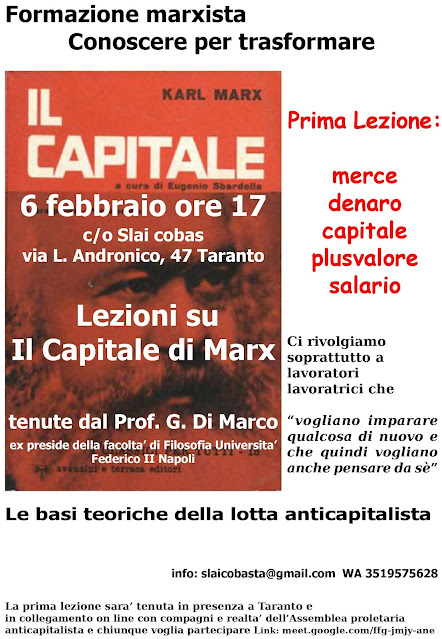 Formazione marxista
Conoscere per trasformare
KARL MARX
IL
CAPITALE
a cura di Eugenio Sbardella
6 febbraio ore 17
c/o Slai cobas
via L. Andronico, 47 Taranto
Lezioni su
Il Capitale di Marx
tenute dal Prof. G. Di Marco
ex preside della facolta’ di Filosofia Universita’
Federico II Napoli
avanzini e torraca editori
Prima Lezione:
merce
denaro
capitale
plusvalore
salario
Ci rivolgiamo
soprattutto a
lavoratori
lavoratrici che
“vogliano imparare
qualcosa di nuovo e
che quindi vogliano
anche pensare da sè”
Le basi teoriche della lotta anticapitalista
info: slaicobasta@gmail.com WA 3519575628
La prima lezione sara’ tenuta in presenza a Taranto e
in collegamento on line con compagni e realta’ dell’Assemblea proletaria
anticapitalista e chiunque voglia partecipare Link: meet.google.com/ffg-jmjy-ane